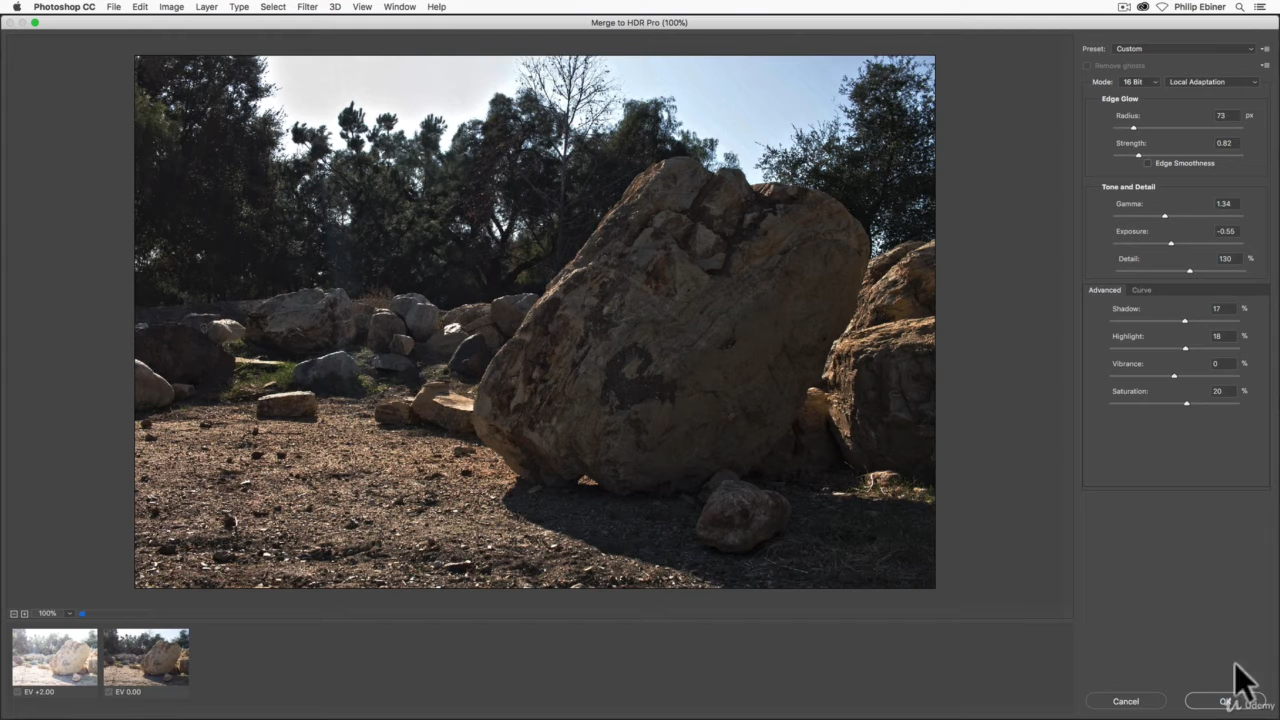 Photoshop CC File Edit Image Layer Type Select Filter 3D View Window Help Philip Ebiner
Merge to HDR Pro (100%)
Preset: Custom
Remove ghosts
Mode: 16 Bit Local Adaptation
Edge Glow
Radius: 73 px
Strength: 0.82
Edge Smoothness
Tone and Detail
Gamma: 1.34
Exposure: -0.55
Detail: 130 %
Advanced Curve
Shadow: 17 %
Highlight: 18 %
Vibrance: 0 %
Saturation: 20 %
100%
EV +2.00 EV 0.00
Cancel OK
Udemy